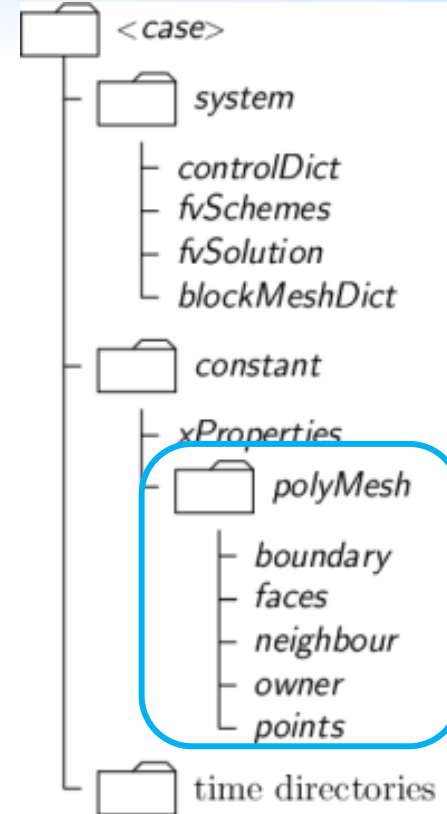 <case>
system
controlDict
fvSchemes
fvSolution
blockMeshDict
constant
xProperties
polyMesh
boundary
faces
neighbour
owner
points
time directories